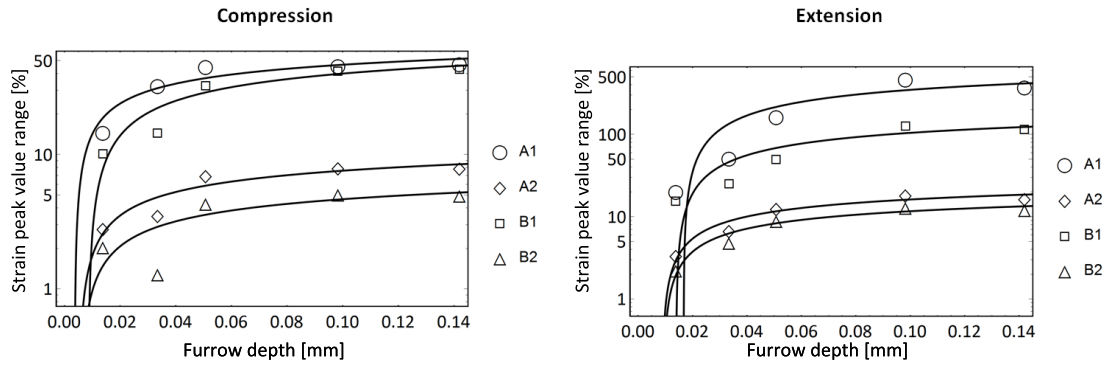 Compression
Strain peak value range [%]
50
10
5
1
0.00 0.02 0.04 0.06 0.08 0.10 0.12 0.14
Furrow depth [mm]
A1
A2
B1
B2
Extension
Strain peak value range [%]
500
100
50
10
5
1
0.00 0.02 0.04 0.06 0.08 0.10 0.12 0.14
Furrow depth [mm]
A1
A2
B1
B2